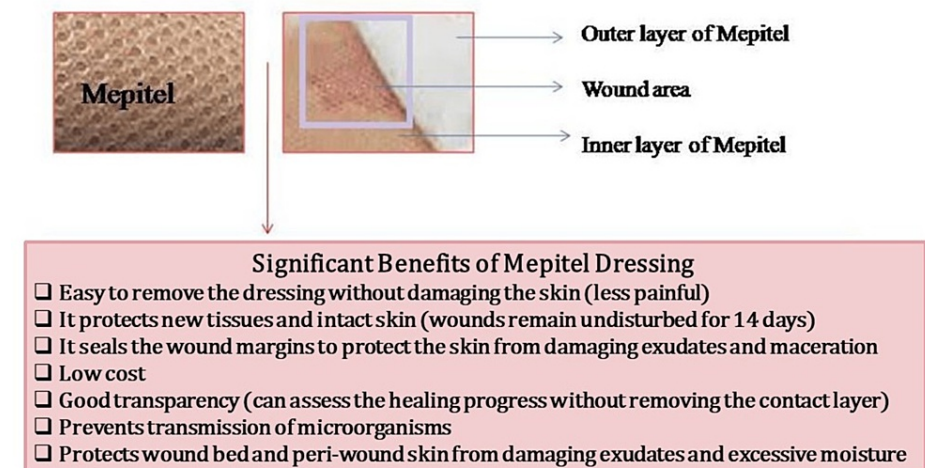 Mepitel
Outer layer of Mepitel
Wound area
Inner layer of Mepitel
Significant Benefits of Mepitel Dressing
❑ Easy to remove the dressing without damaging the skin (less painful)
❑ It protects new tissues and intact skin (wounds remain undisturbed for 14 days)
❑ It seals the wound margins to protect the skin from damaging exudates and maceration
❑ Low cost
❑ Good transparency (can assess the healing progress without removing the contact layer)
❑ Prevents transmission of microorganisms
❑ Protects wound bed and peri-wound skin from damaging exudates and excessive moisture